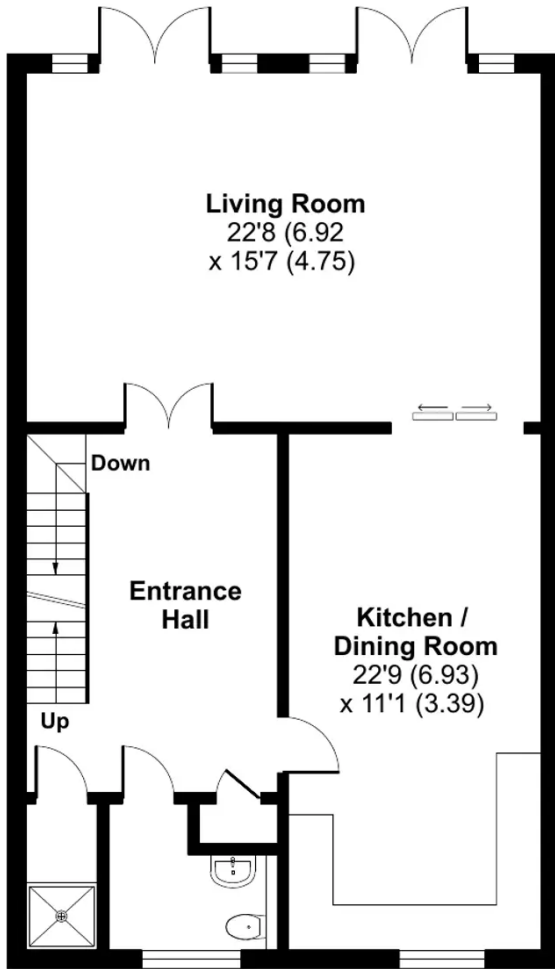 Living Room
22'8 (6.92
x 15'7 (4.75)
Down
Entrance
Hall
Kitchen /
Dining Room
22'9 (6.93)
x 11'1 (3.39)
Up